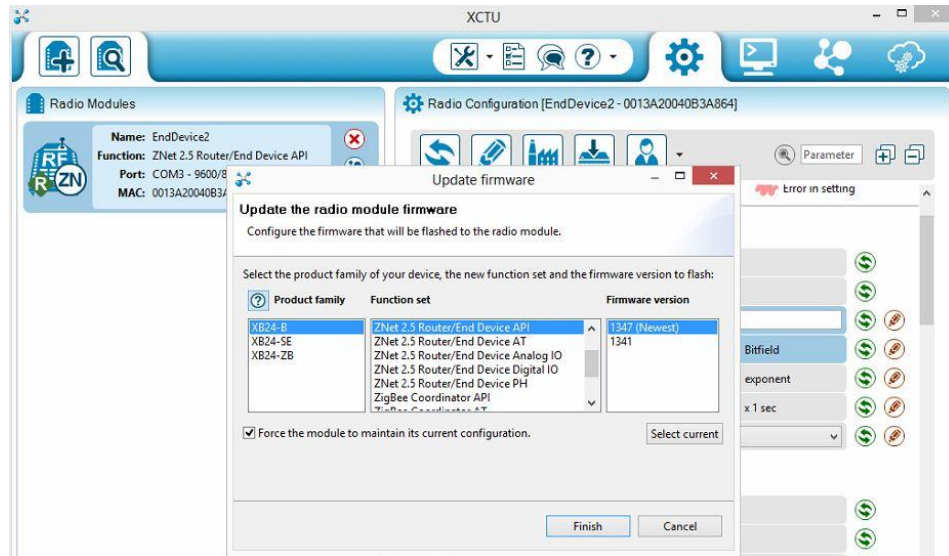 XCTU
Radio Modules
Radio Configuration [EndDevice2 - 0013A20040B3A864]
Name: EndDevice2
Function: ZNet 2.5 Router/End Device API
Port: COM3 - 9600/8
MAC: 0013A20040B3A
Parameter
Error in setting
Update firmware
Update the radio module firmware
Configure the firmware that will be flashed to the radio module.
Select the product family of your device, the new function set and the firmware version to flash:
Product family
Function set
Firmware version
XB24-B
XB24-SE
XB24-ZB
ZNet 2.5 Router/End Device API
ZNet 2.5 Router/End Device AT
ZNet 2.5 Router/End Device Analog IO
ZNet 2.5 Router/End Device Digital IO
ZNet 2.5 Router/End Device PH
ZigBee Coordinator API
ZigBee Coordinator AT
1347 (Newest)
1341
Force the module to maintain its current configuration.
Select current
Finish
Cancel
Bitfield
exponent
x 1 sec
RF
R
ZN